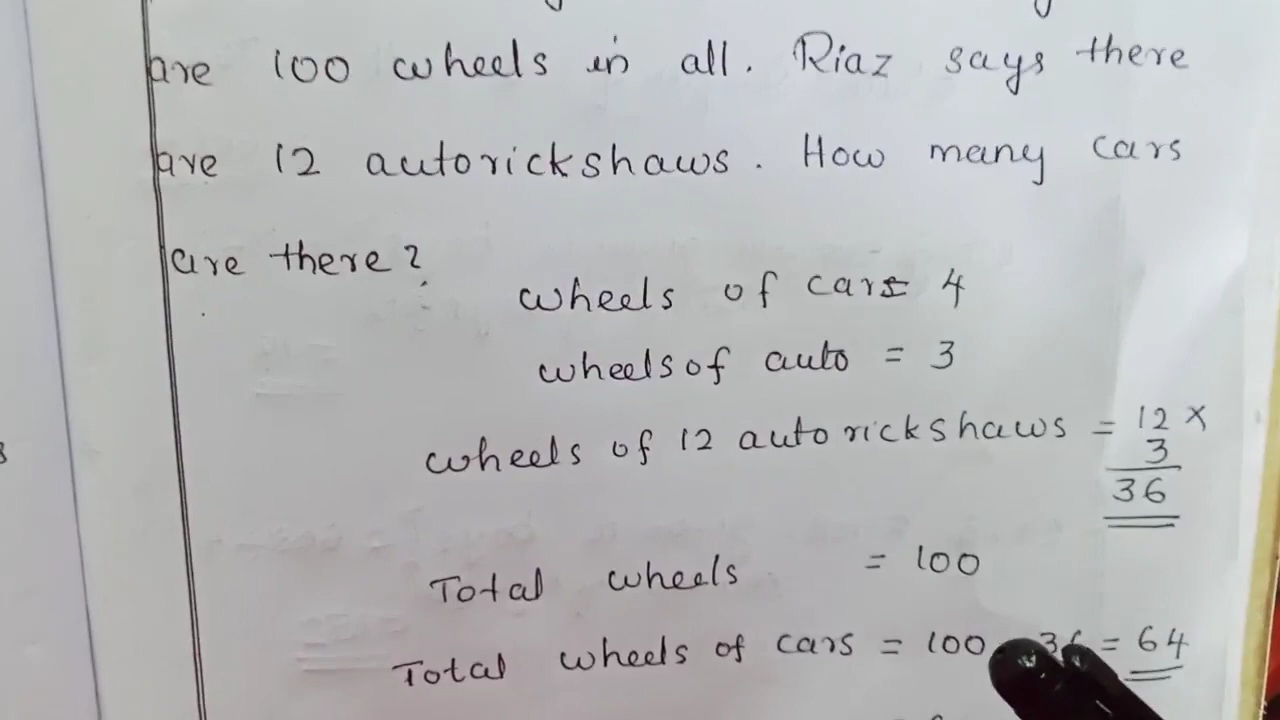 are 100 wheels in all. Riaz says there
are 12 autorickshaws. How many cars
are there?
wheels of cars = 4
wheels of auto = 3
wheels of 12 autorickshaws = 12 ×
3
36
Total wheels = 100
Total wheels of cars = 100 - 36 = 64